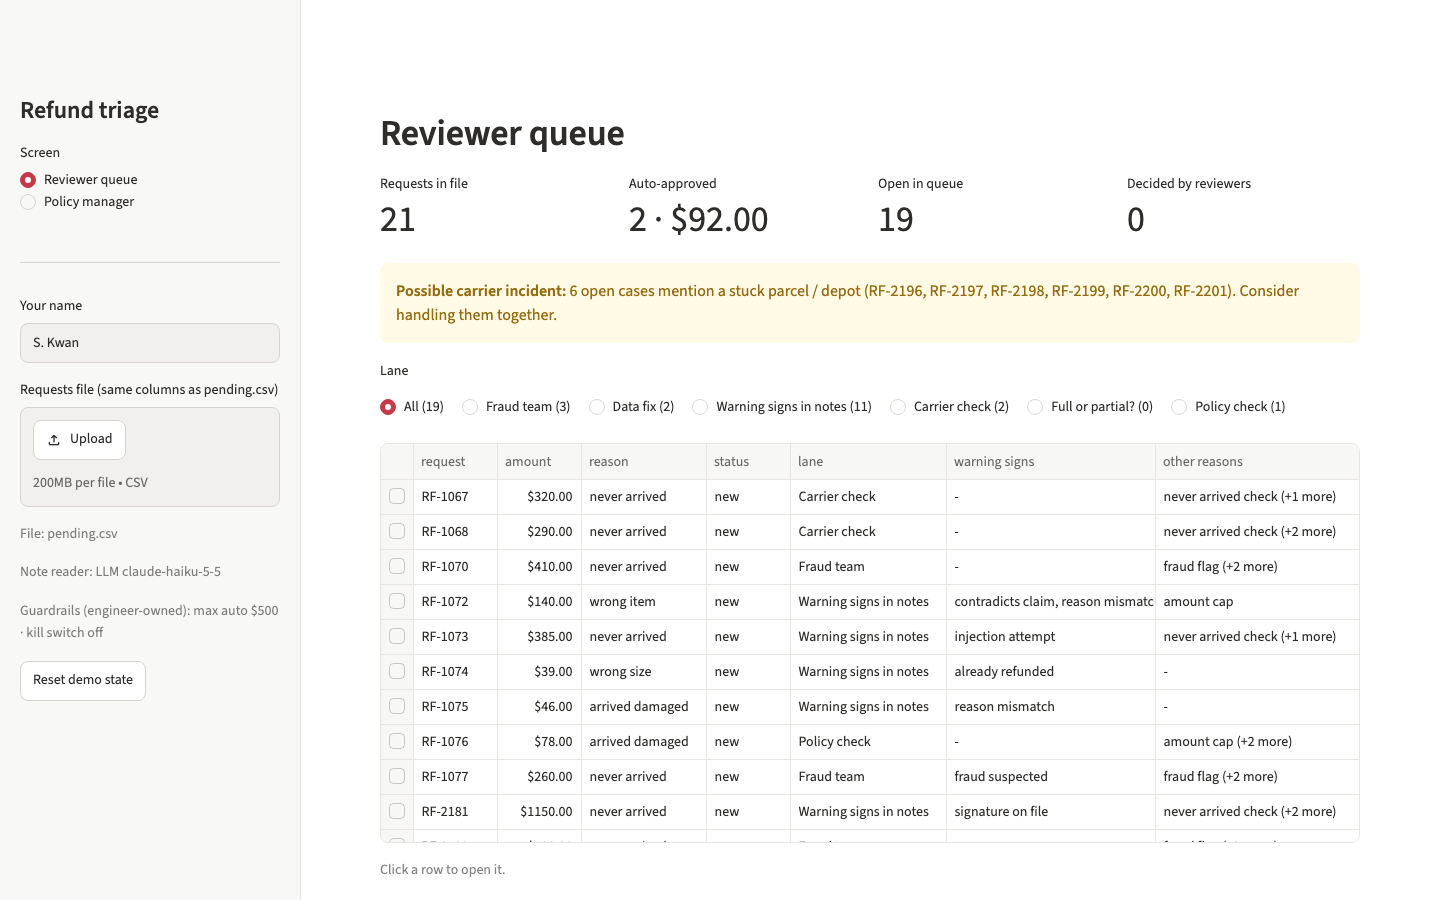 Refund triage
Screen
Reviewer queue
Policy manager
Your name
S. Kwan
Requests file (same columns as pending.csv)
Upload
200MB per file • CSV
File: pending.csv
Note reader: LLM claude-haiku-5-5
Guardrails (engineer-owned): max auto $500
· kill switch off
Reset demo state
Reviewer queue
Requests in file Auto-approved Open in queue Decided by reviewers
21 2 · $92.00 19 0
Possible carrier incident: 6 open cases mention a stuck parcel / depot (RF-2196, RF-2197, RF-2198, RF-2199, RF-2200, RF-2201). Consider
handling them together.
Lane
All (19) Fraud team (3) Data fix (2) Warning signs in notes (11) Carrier check (2) Full or partial? (0) Policy check (1)
request amount reason status lane warning signs other reasons
RF-1067 $320.00 never arrived new Carrier check - never arrived check (+1 more)
RF-1068 $290.00 never arrived new Carrier check - never arrived check (+2 more)
RF-1070 $410.00 never arrived new Fraud team - fraud flag (+2 more)
RF-1072 $140.00 wrong item new Warning signs in notes contradicts claim, reason mismatc amount cap
RF-1073 $385.00 never arrived new Warning signs in notes injection attempt never arrived check (+1 more)
RF-1074 $39.00 wrong size new Warning signs in notes already refunded -
RF-1075 $46.00 arrived damaged new Warning signs in notes reason mismatch -
RF-1076 $78.00 arrived damaged new Policy check - amount cap (+2 more)
RF-1077 $260.00 never arrived new Fraud team fraud suspected fraud flag (+2 more)
RF-2181 $1150.00 never arrived new Warning signs in notes signature on file never arrived check (+2 more)
Click a row to open it.